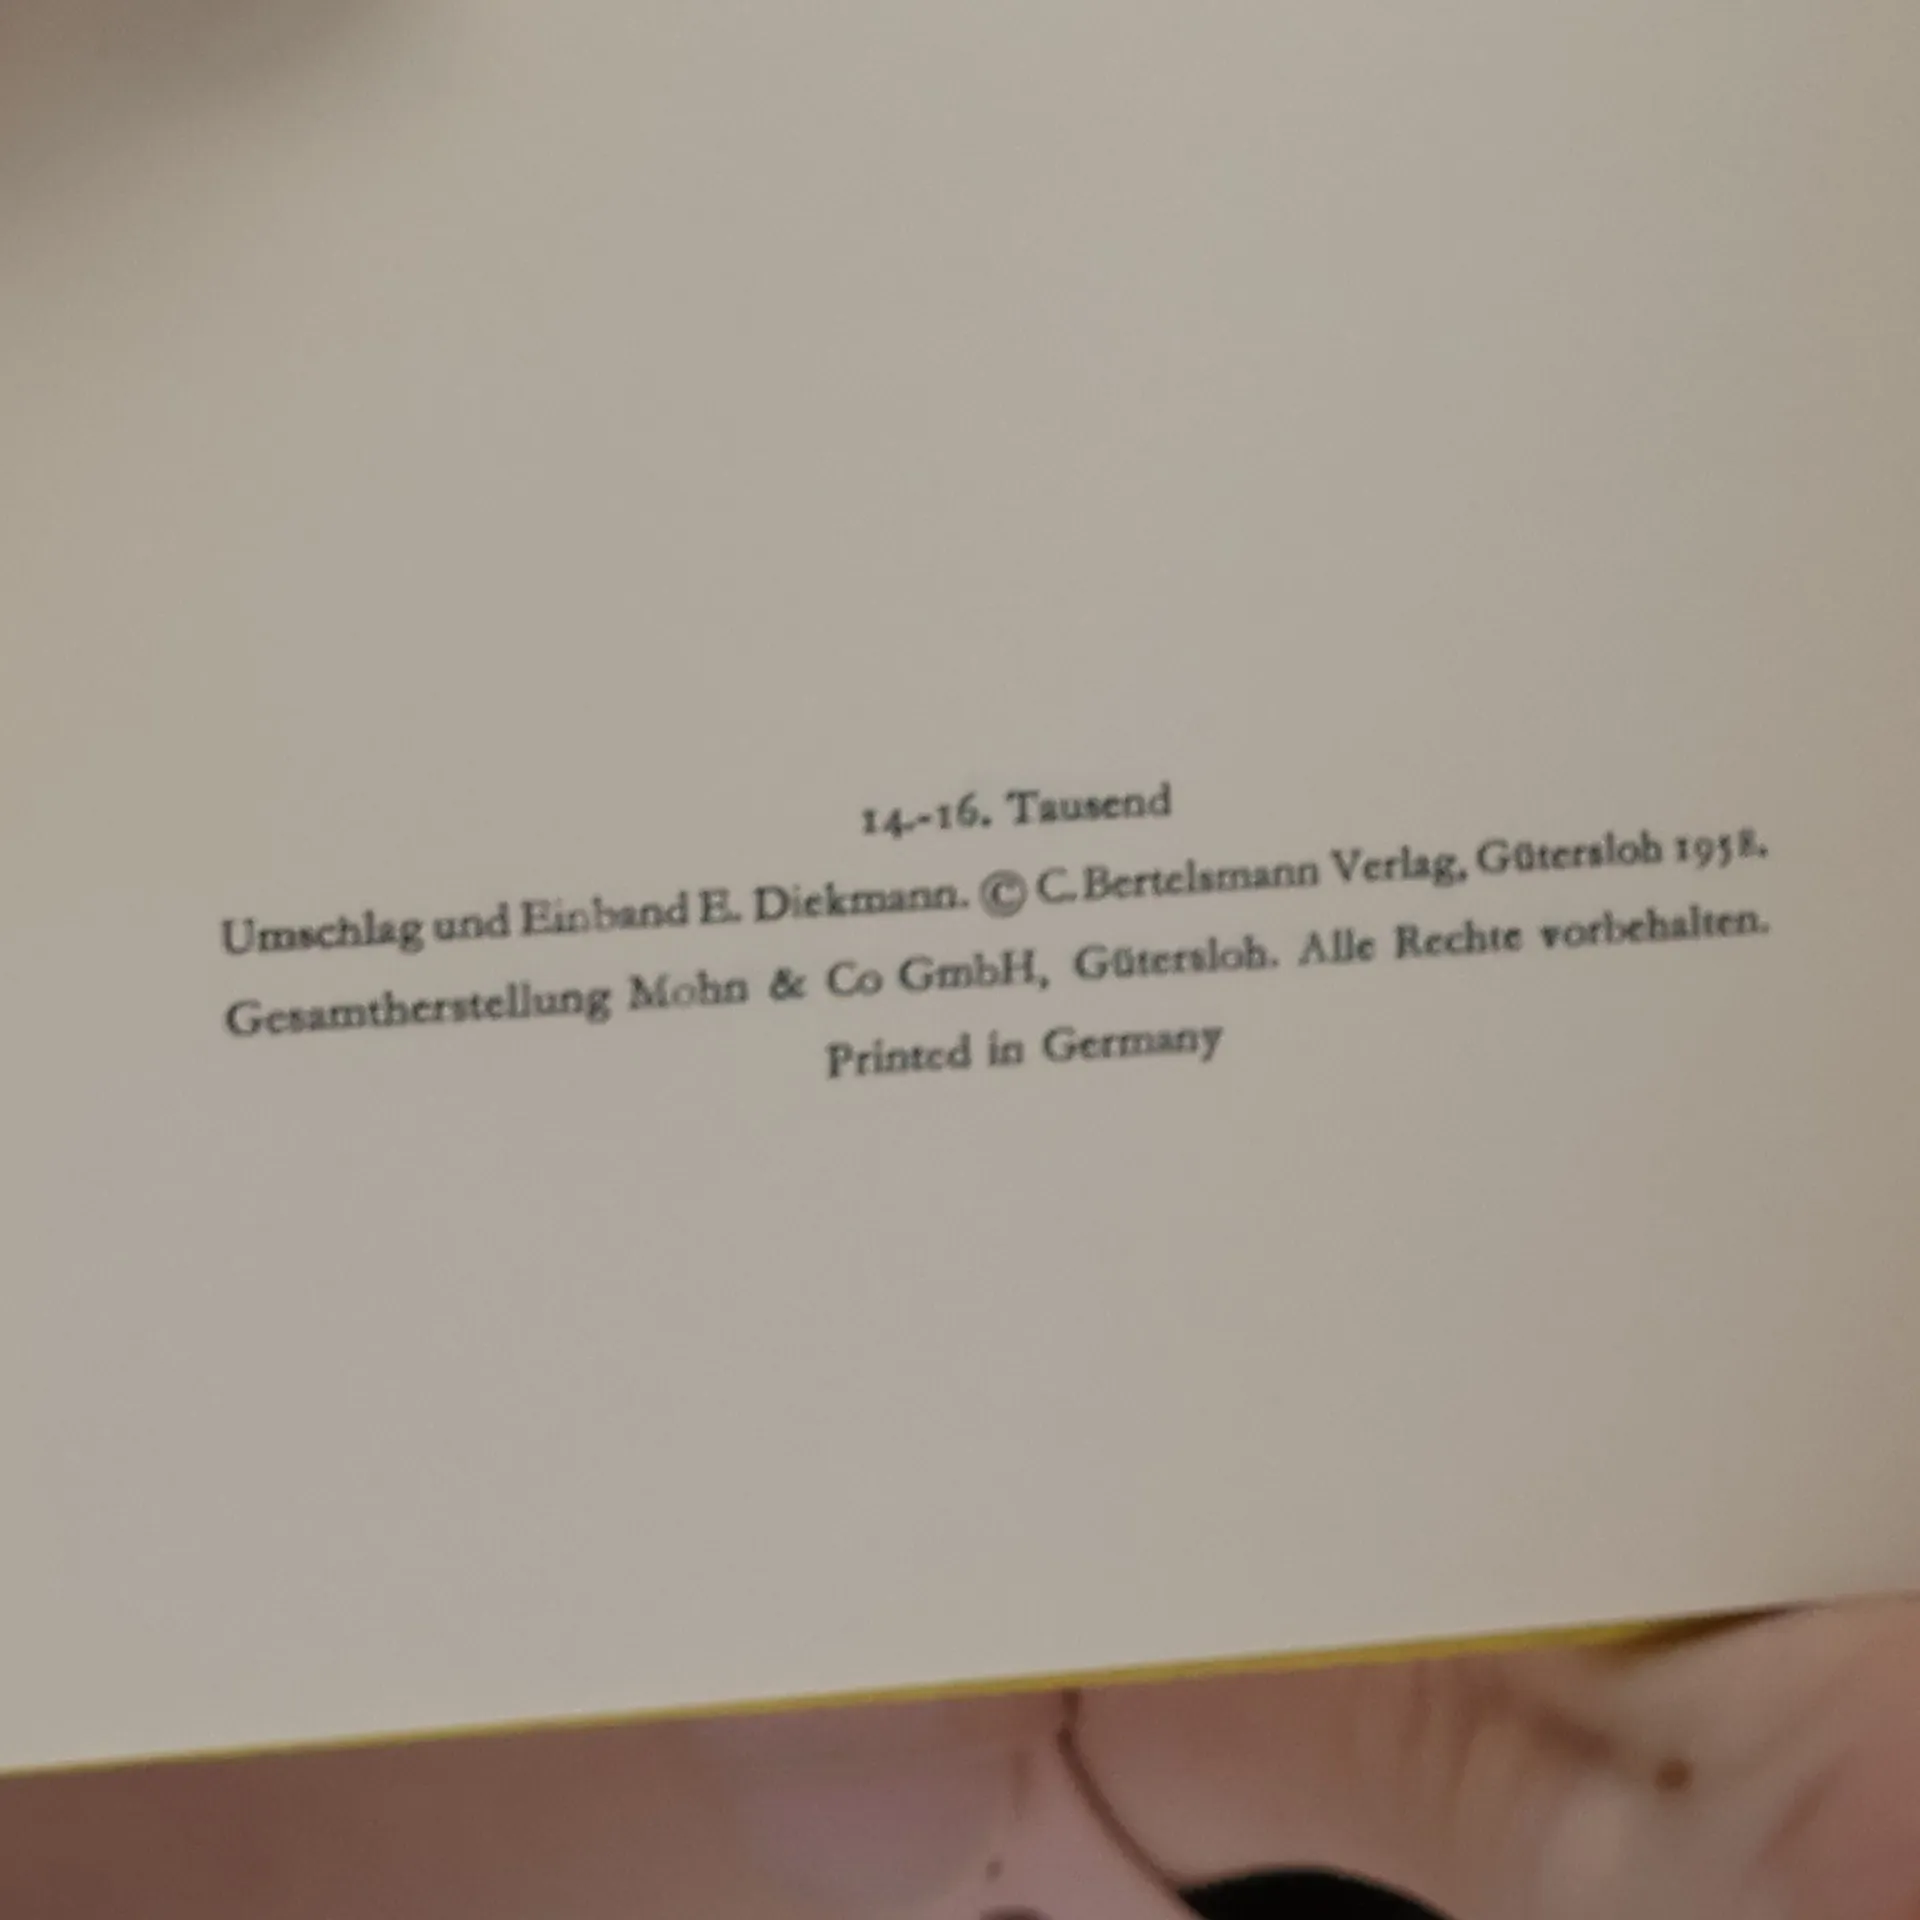 14.-16. Tausend
Umschlag und Einband E. Diekmann. © C. Bertelsmann Verlag, Gütersloh 1958.
Gesamtherstellung Mohn & Co GmbH, Gütersloh. Alle Rechte vorbehalten.
Printed in Germany